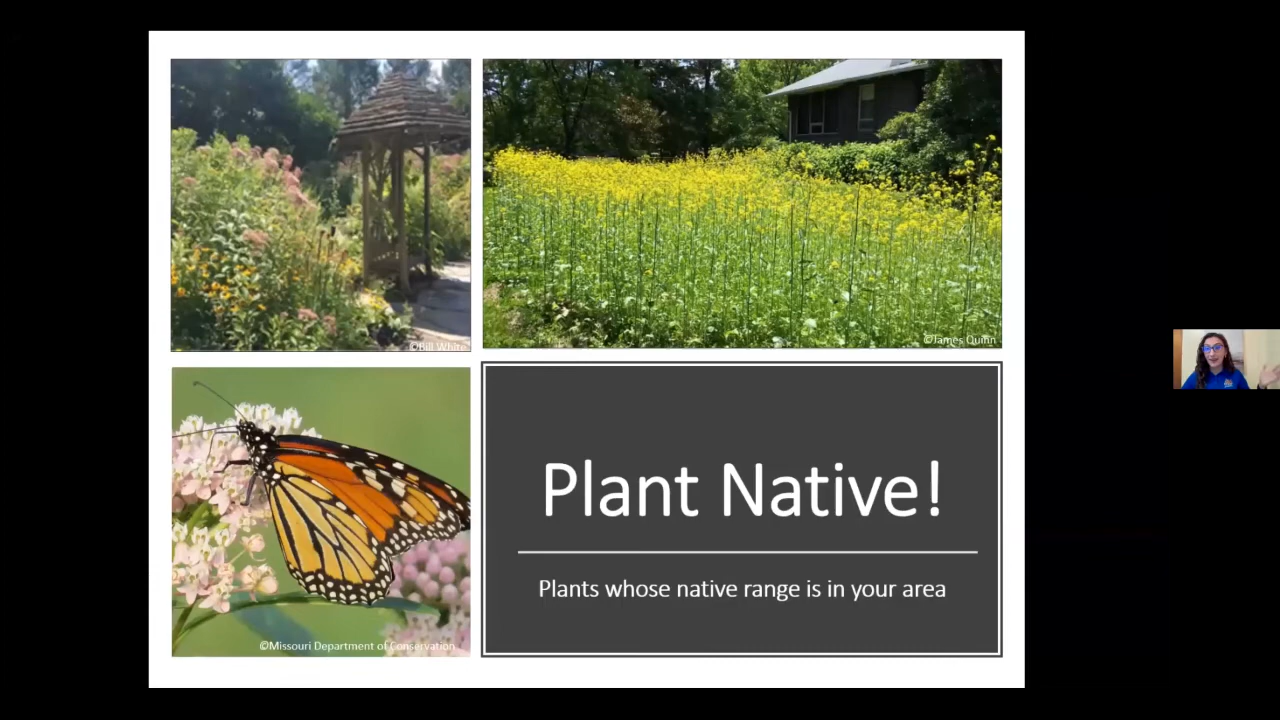 ©Bill White
©James Quinn
Plant Native!
Plants whose native range is in your area
©Missouri Department of Conservation